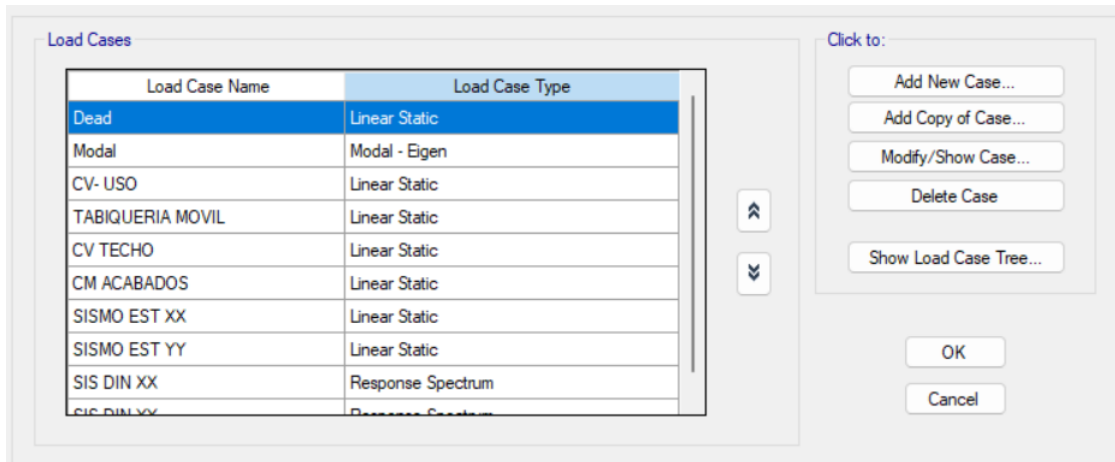 Load Cases
Load Case Name Load Case Type
Dead Linear Static
Modal Modal - Eigen
CV- USO Linear Static
TABIQUERIA MOVIL Linear Static
CV TECHO Linear Static
CM ACABADOS Linear Static
SISMO EST XX Linear Static
SISMO EST YY Linear Static
SIS DIN XX Response Spectrum
Click to:
Add New Case...
Add Copy of Case...
Modify/Show Case...
Delete Case
Show Load Case Tree...
OK
Cancel